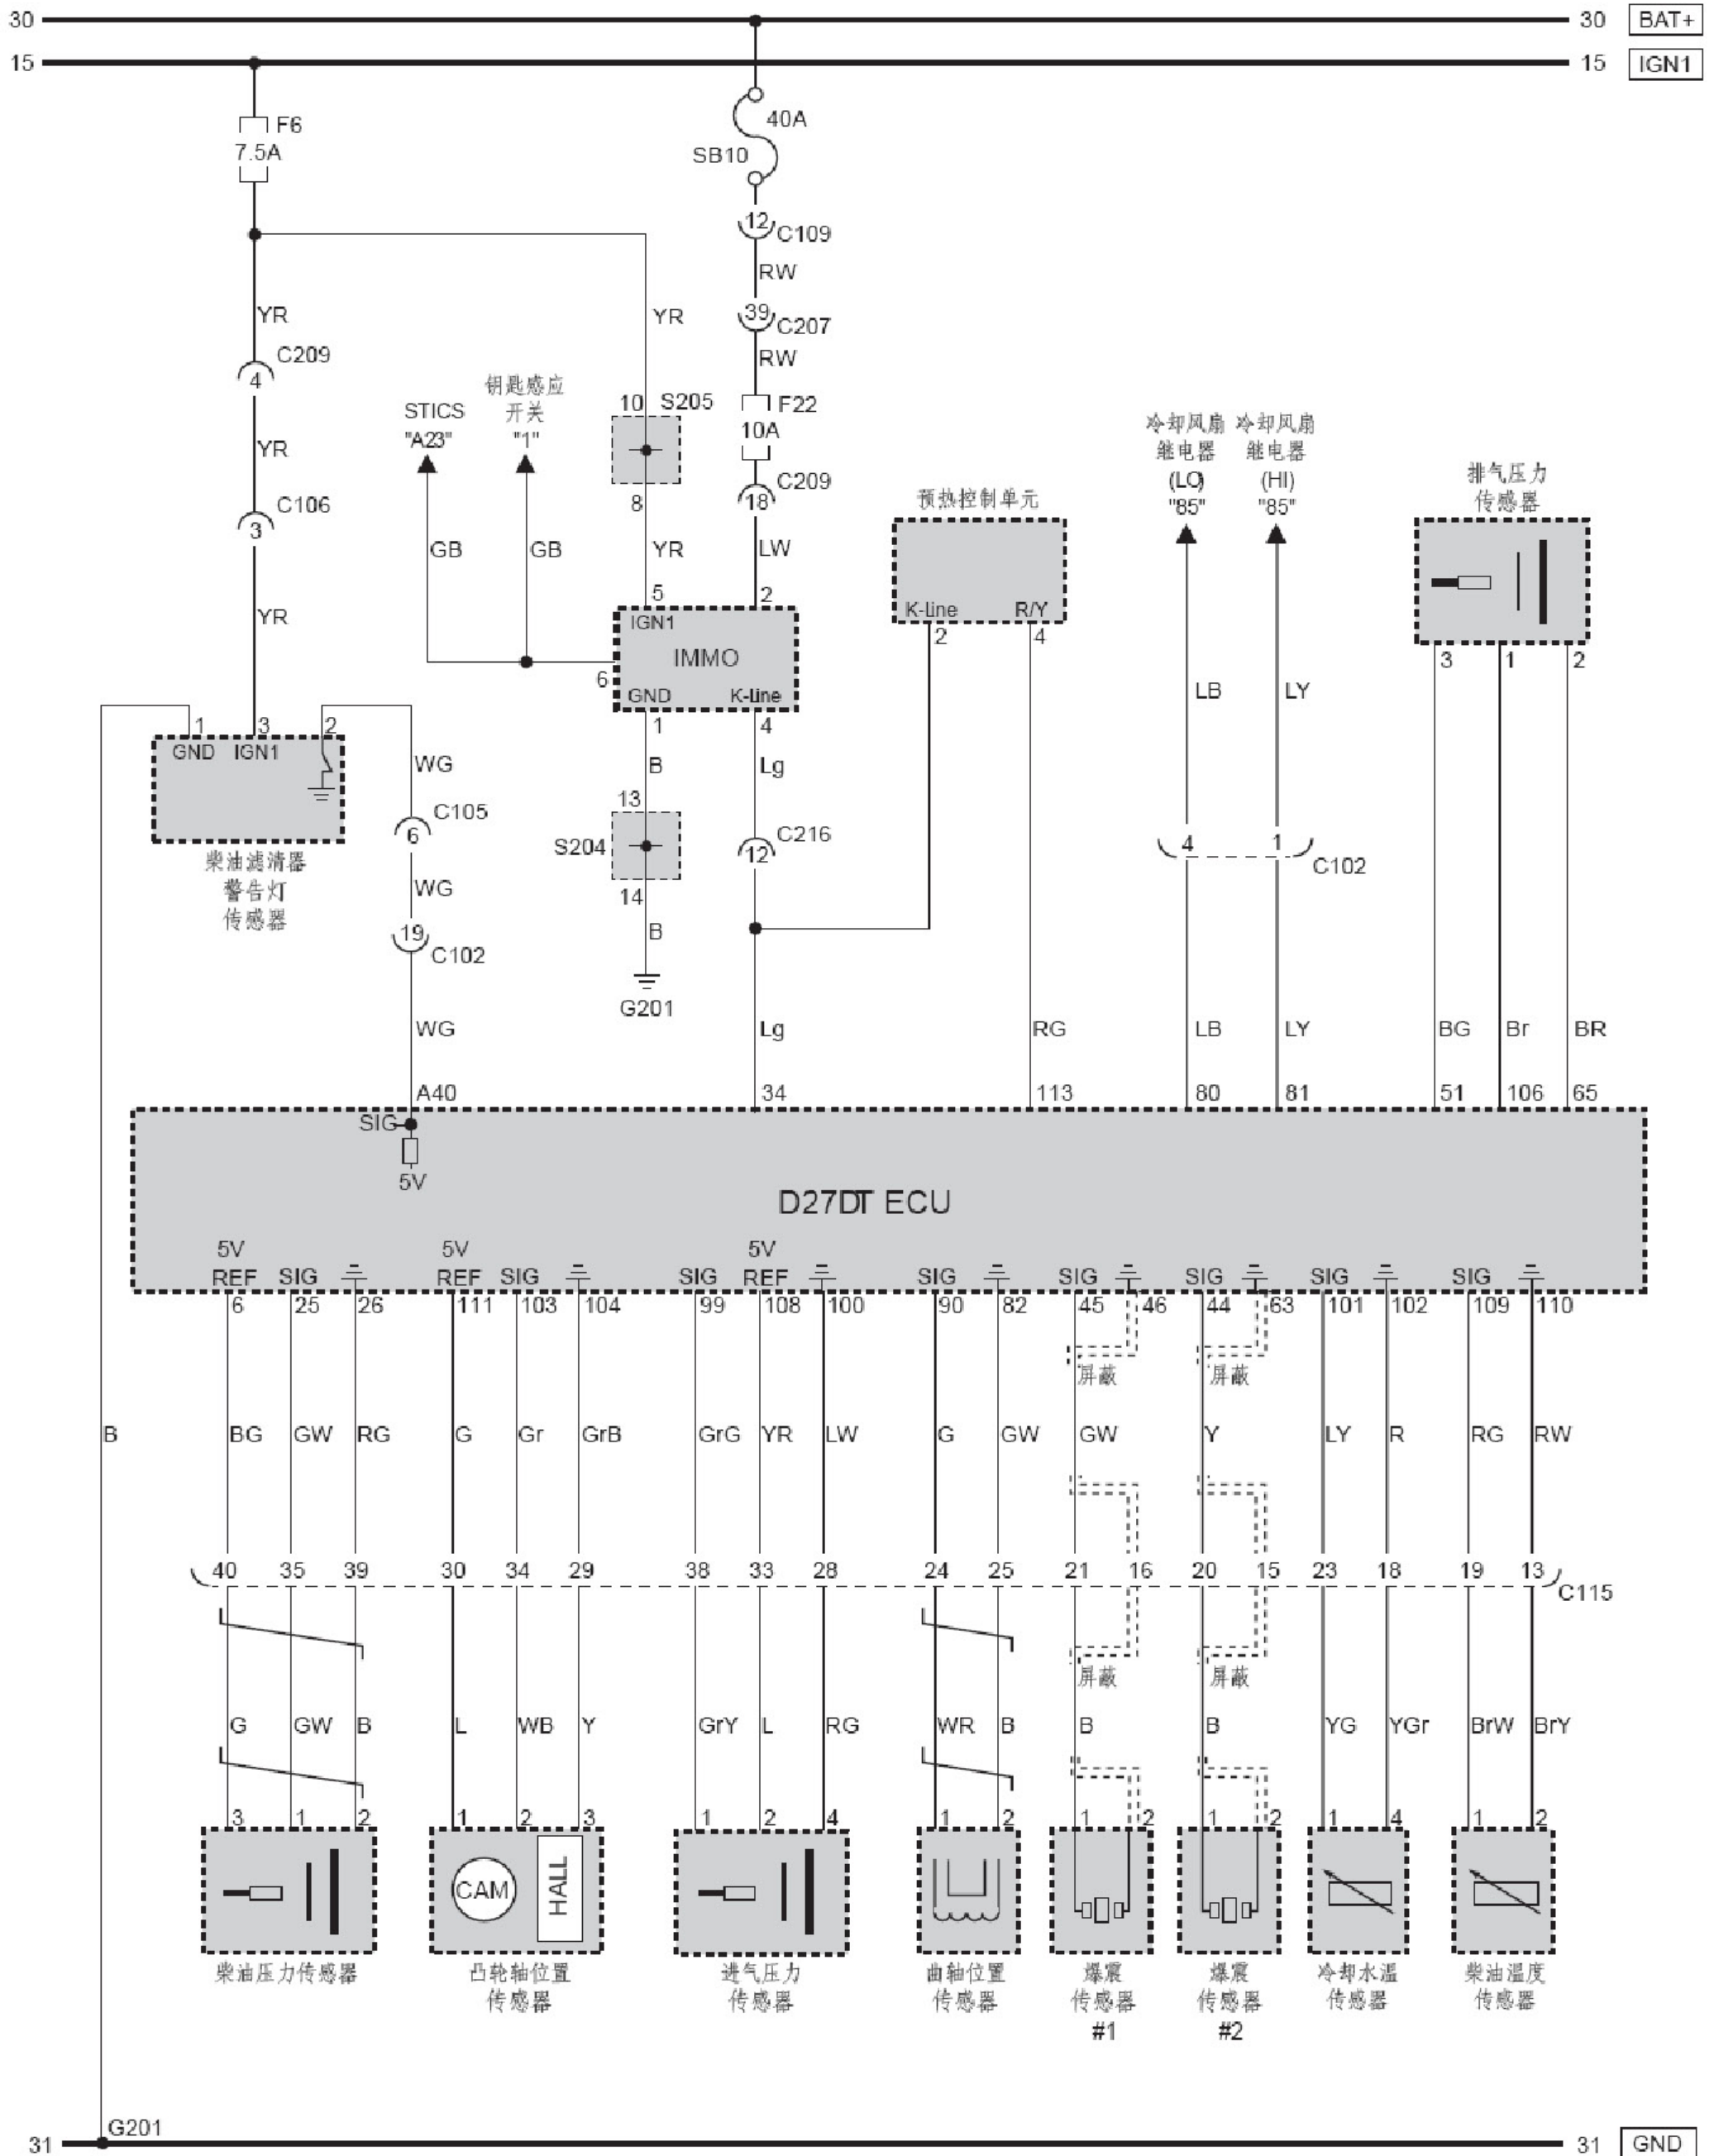 30
30
BAT+
15
15
IGN1
F6
7.5A
40A
SB10
12
C109
RW
YR
YR
39
C207
RW
C209
4
钥匙感应
开关
"1"
STICS
"A23"
10
S205
F22
10A
冷却风扇
继电器
(LO)
"85"
冷却风扇
继电器
(HI)
"85"
YR
C209
18
排气压力
传感器
预热控制单元
8
C106
3
GB
GB
YR
LW
5
2
YR
IGN1
IMMO
6
GND
K-line
K-line
R/Y
2
4
3
1
2
LB
LY
1
3
2
GND
IGN1
1
4
WG
B
Lg
13
C105
6
S204
C216
12
4
1
C102
柴油滤清器
警告灯
传感器
WG
14
19
C102
B
G201
WG
Lg
RG
LB
LY
BG
Br
BR
A40
34
113
80
81
51
106
65
SIG
5V
D27DT ECU
5V
REF
SIG
5V
REF
SIG
SIG
5V
REF
SIG
SIG
SIG
SIG
SIG
6
25
26
111
103
104
99
108
100
90
82
45
46
44
63
101
102
109
110
屏蔽
屏蔽
B
BG
GW
RG
G
Gr
GrB
GrG
YR
LW
G
GW
GW
Y
LY
R
RG
RW
40
35
39
30
34
29
38
33
28
24
25
21
16
20
15
23
18
19
13
C115
屏蔽
屏蔽
G
GW
B
L
WB
Y
GrY
L
RG
WR
B
B
B
YG
YGr
BrW
BrY
3
1
2
1
2
3
1
2
4
1
2
1
2
1
2
1
4
1
2
CAM
HALL
柴油压力传感器
凸轮轴位置
传感器
进气压力
传感器
曲轴位置
传感器
爆震
传感器
#1
爆震
传感器
#2
冷却水温
传感器
柴油温度
传感器
G201
31
31
GND